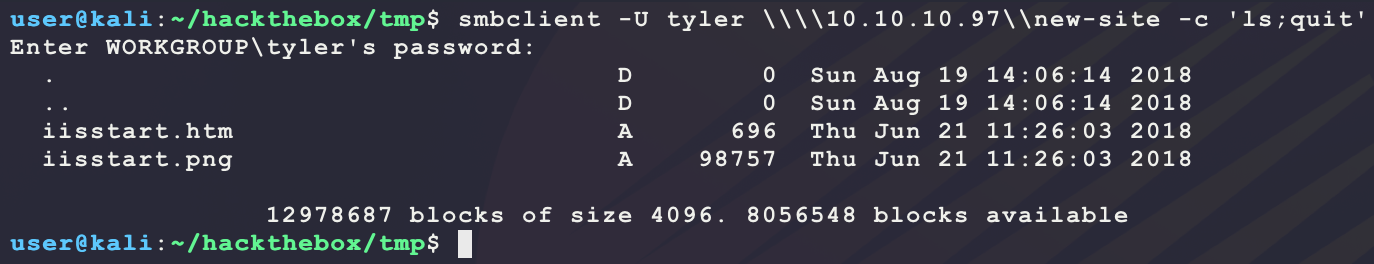 user@kali:~/hackthebox/tmp$ smbclient -U tyler \\\\10.10.10.97\\new-site -c 'ls;quit'
Enter WORKGROUP\tyler's password:
  .                                   D        0  Sun Aug 19 14:06:14 2018
  ..                                  D        0  Sun Aug 19 14:06:14 2018
  iisstart.htm                        A      696  Thu Jun 21 11:26:03 2018
  iisstart.png                        A    98757  Thu Jun 21 11:26:03 2018
                12978687 blocks of size 4096. 8056548 blocks available
user@kali:~/hackthebox/tmp$